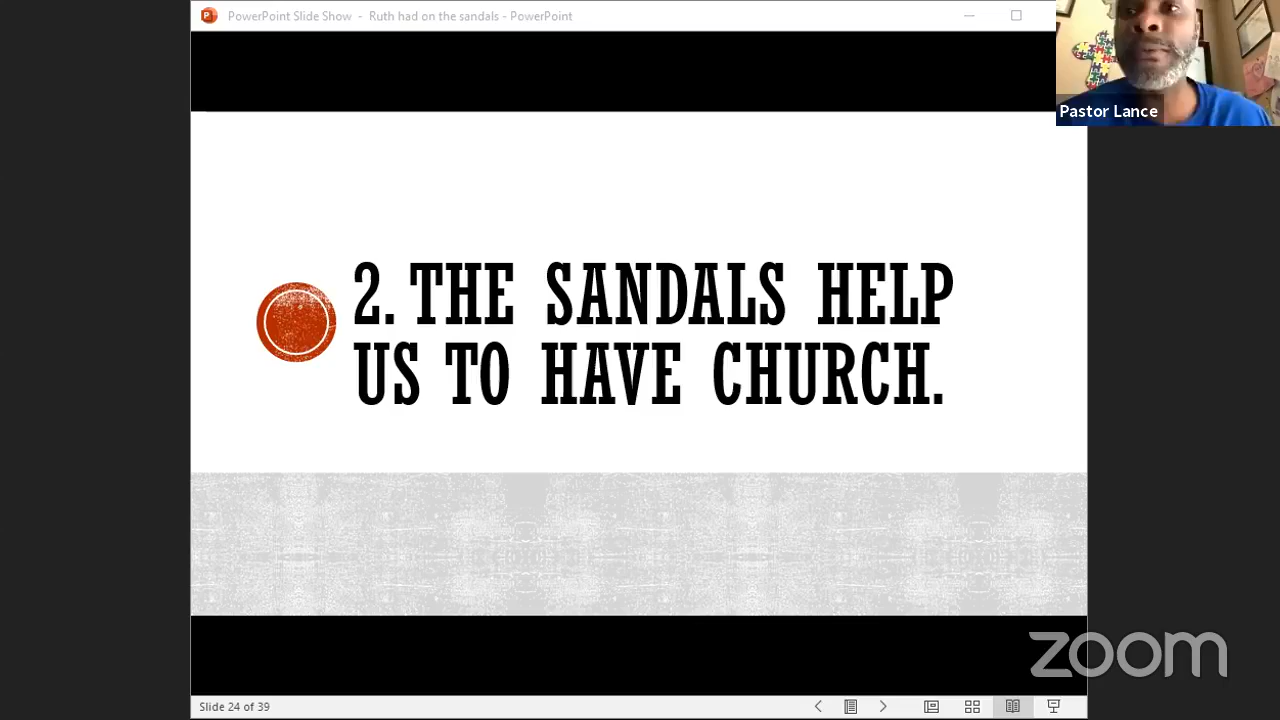 PowerPoint Slide Show - Ruth had on the sandals - PowerPoint
Pastor Lance
2. THE SANDALS HELP
US TO HAVE CHURCH.
zoom
Slide 24 of 39